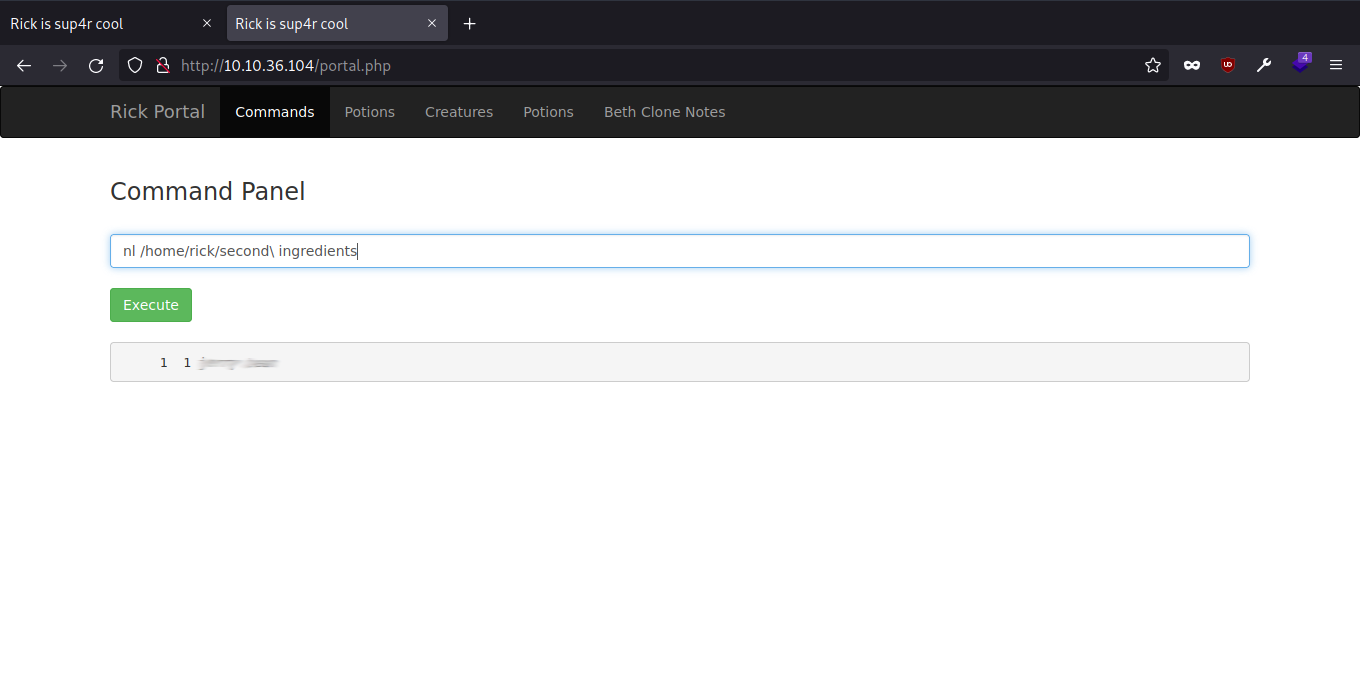 Rick is sup4r cool Rick is sup4r cool
http://10.10.36.104/portal.php 4
Rick Portal Commands Potions Creatures Potions Beth Clone Notes
Command Panel
nl /home/rick/second\ ingredients
Execute
1 1